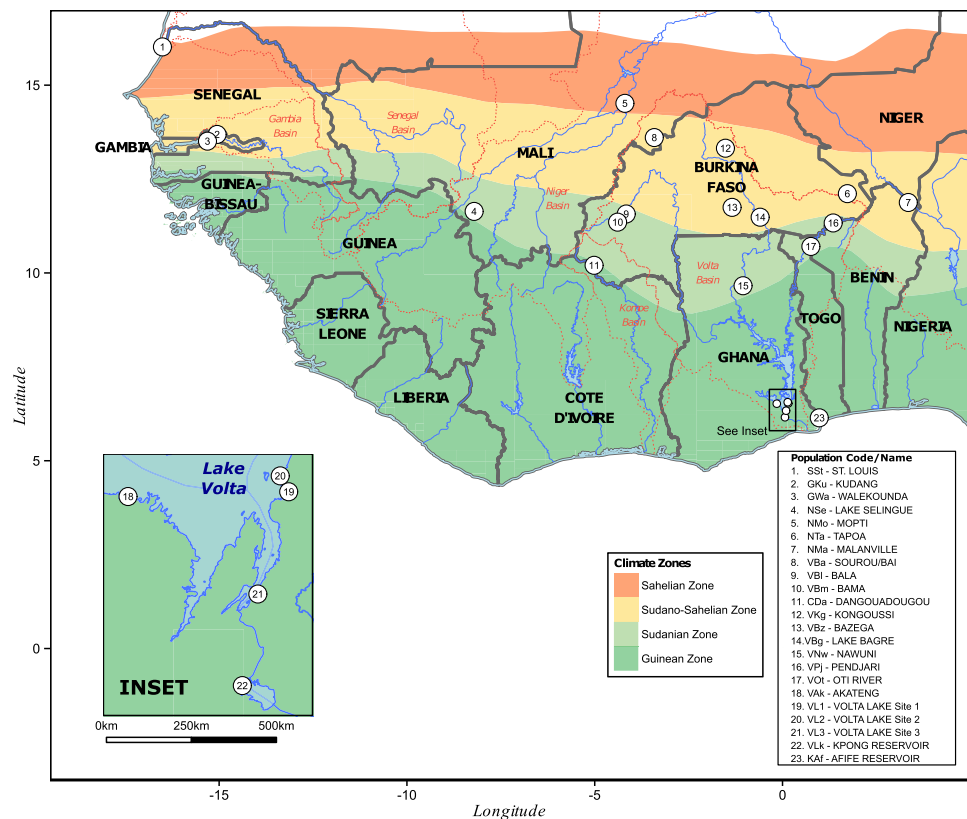 15
10
5
0
Latitude
-15
-10
-5
0
Longitude
1
SENEGAL
Gambia
Basin
Senegal
Basin
5
NIGER
2
3
GAMBIA
MALI
8
12
BURKINA
FASO
GUINEA-
BISSAU
Niger
Basin
6
7
4
9
10
13
14
16
GUINEA
11
Volta
Basin
17
15
BENIN
SIERRA
LEONE
Komoe
Basin
TOGO
NIGERIA
GHANA
LIBERIA
COTE
D'IVOIRE
23
See Inset
Lake
Volta
18
20
19
21
22
INSET
0km
250km
500km
Climate Zones
Sahelian Zone
Sudano-Sahelian Zone
Sudanian Zone
Guinean Zone
Population Code/Name
1. SSt - ST. LOUIS
2. GKu - KUDANG
3. GWa - WALEKOUNDA
4. NSe - LAKE SELINGUE
5. NMo - MOPTI
6. NTa - TAPOA
7. NMa - MALANVILLE
8. VBa - SOUROU/BAI
9. VBl - BALA
10. VBm - BAMA
11. CDa - DANGOUADOUGOU
12. VKg - KONGOUSSI
13. VBz - BAZEGA
14.VBg - LAKE BAGRE
15. VNw - NAWUNI
16. VPj - PENDJARI
17. VOt - OTI RIVER
18. VAk - AKATENG
19. VL1 - VOLTA LAKE Site 1
20. VL2 - VOLTA LAKE Site 2
21. VL3 - VOLTA LAKE Site 3
22. VLk - KPONG RESERVOIR
23. KAf - AFIFE RESERVOIR